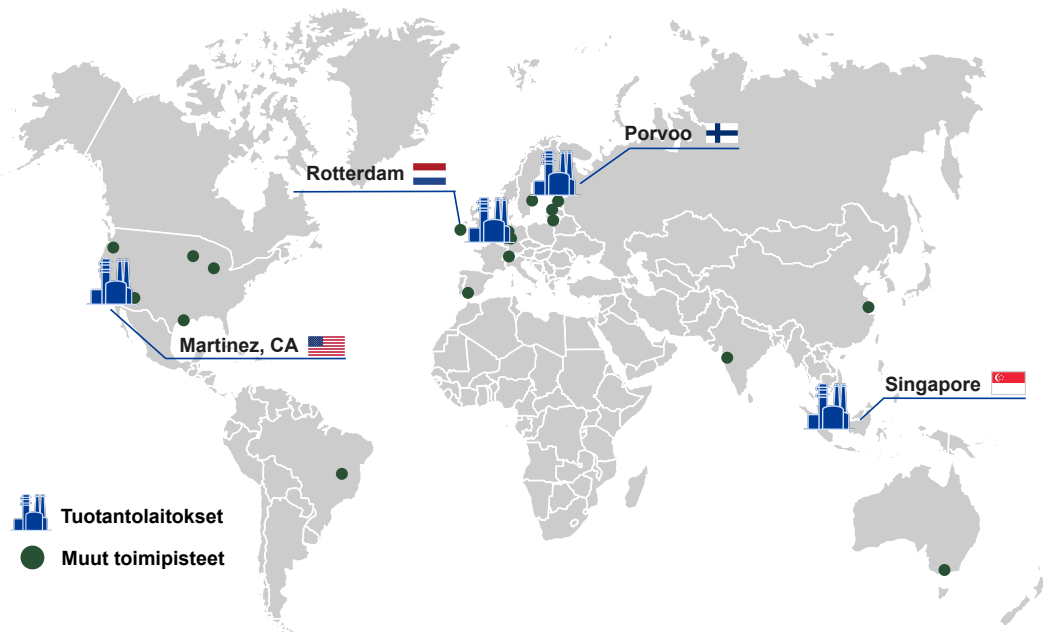 Porvoo
Rotterdam
Martinez, CA
Singapore
Tuotantolaitokset
Muut toimipisteet